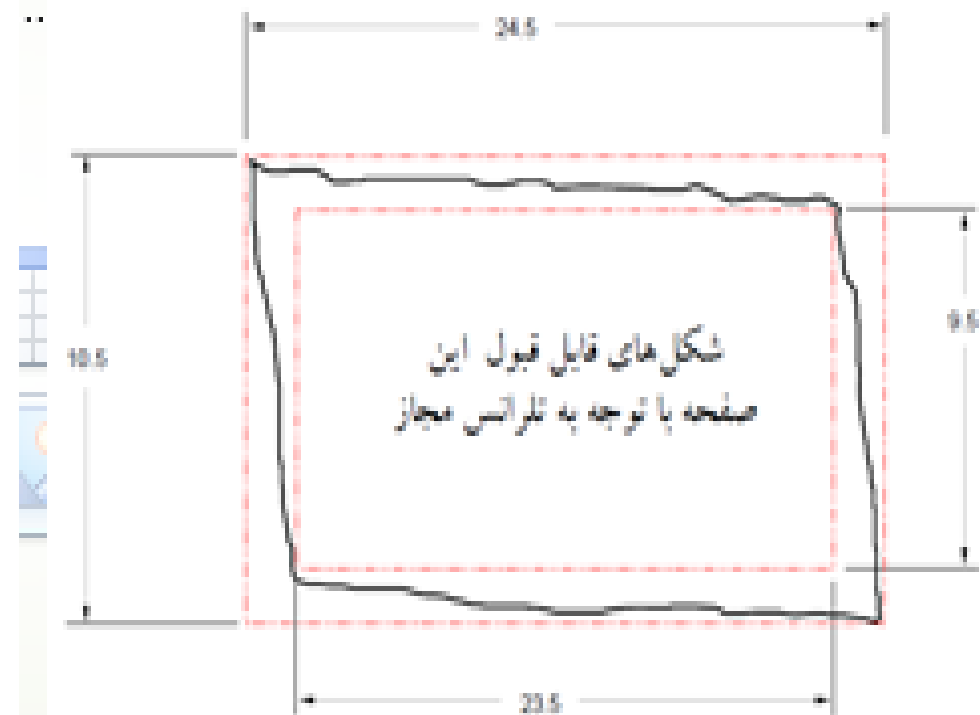 24.5
10.5
9.5
شکل‌های قابل قبول این
صفحه با توجه به تلرانس مجاز
23.5